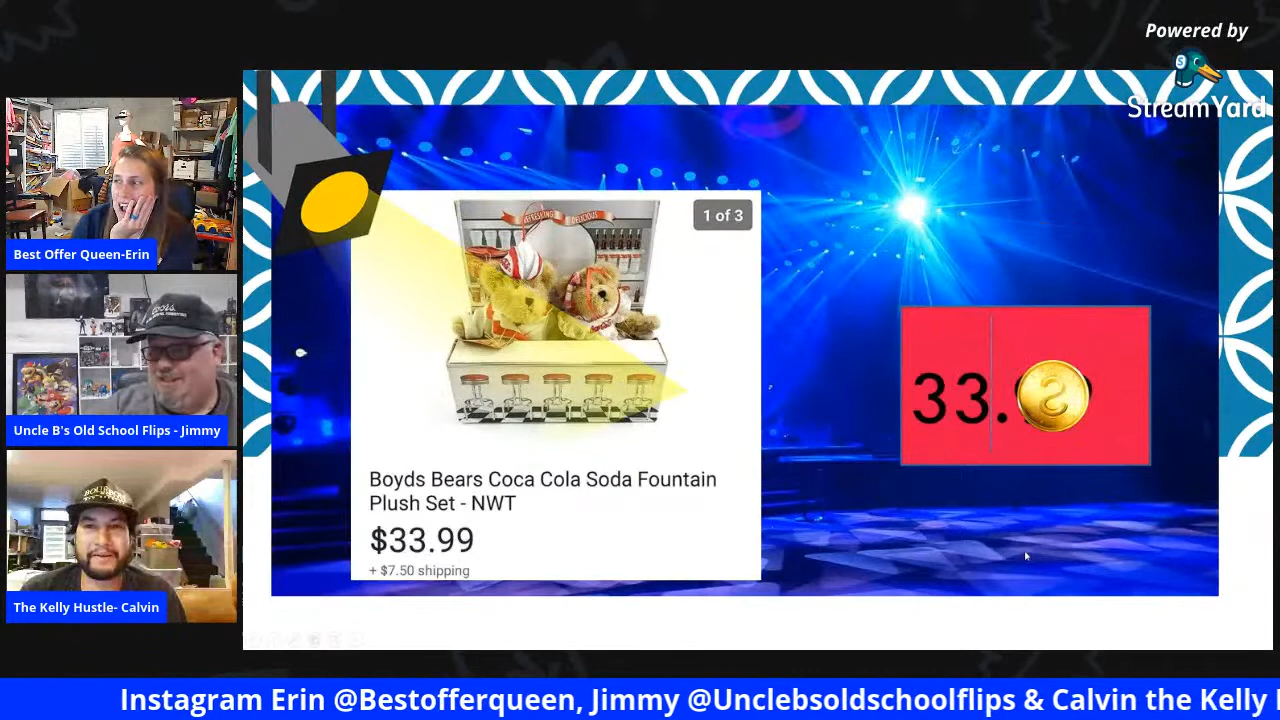 Powered by
StreamYard
Best Offer Queen-Erin
Uncle B's Old School Flips - Jimmy
The Kelly Hustle- Calvin
REFRESHING DELICIOUS
1 of 3
Boyds Bears Coca Cola Soda Fountain
Plush Set - NWT
$33.99
+ $7.50 shipping
33.
Instagram Erin @Bestofferqueen, Jimmy @Unclebsoldschoolflips & Calvin the Kelly